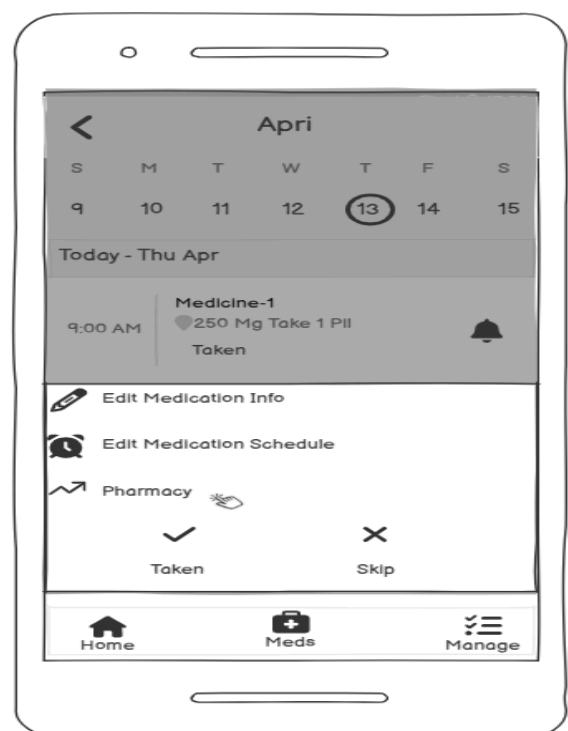 Apri
S M T W T F S
9 10 11 12 13 14 15
Today - Thu Apr
Medicine-1
9:00 AM 250 Mg Take 1 Pll
Taken
Edit Medication Info
Edit Medication Schedule
Pharmacy
Taken Skip
Home Meds Manage